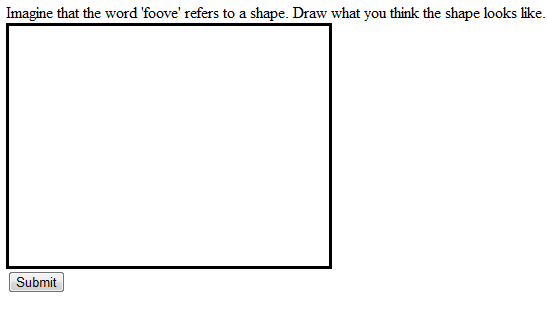 Imagine that the word 'foove' refers to a shape. Draw what you think the shape looks like.
Submit